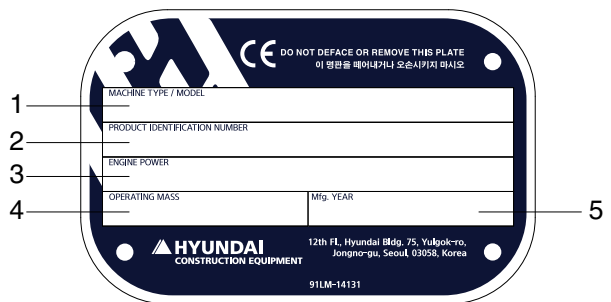 CE DO NOT DEFACE OR REMOVE THIS PLATE
이 명판을 떼어내거나 오손시키지 마시오
MACHINE TYPE / MODEL
1
PRODUCT IDENTIFICATION NUMBER
2
ENGINE POWER
3
OPERATING MASS Mfg. YEAR
4 5
HYUNDAI
CONSTRUCTION EQUIPMENT
12th Fl., Hyundai Bldg. 75, Yulgok-ro,
Jongno-gu, Seoul, 03058, Korea
91LM-14131